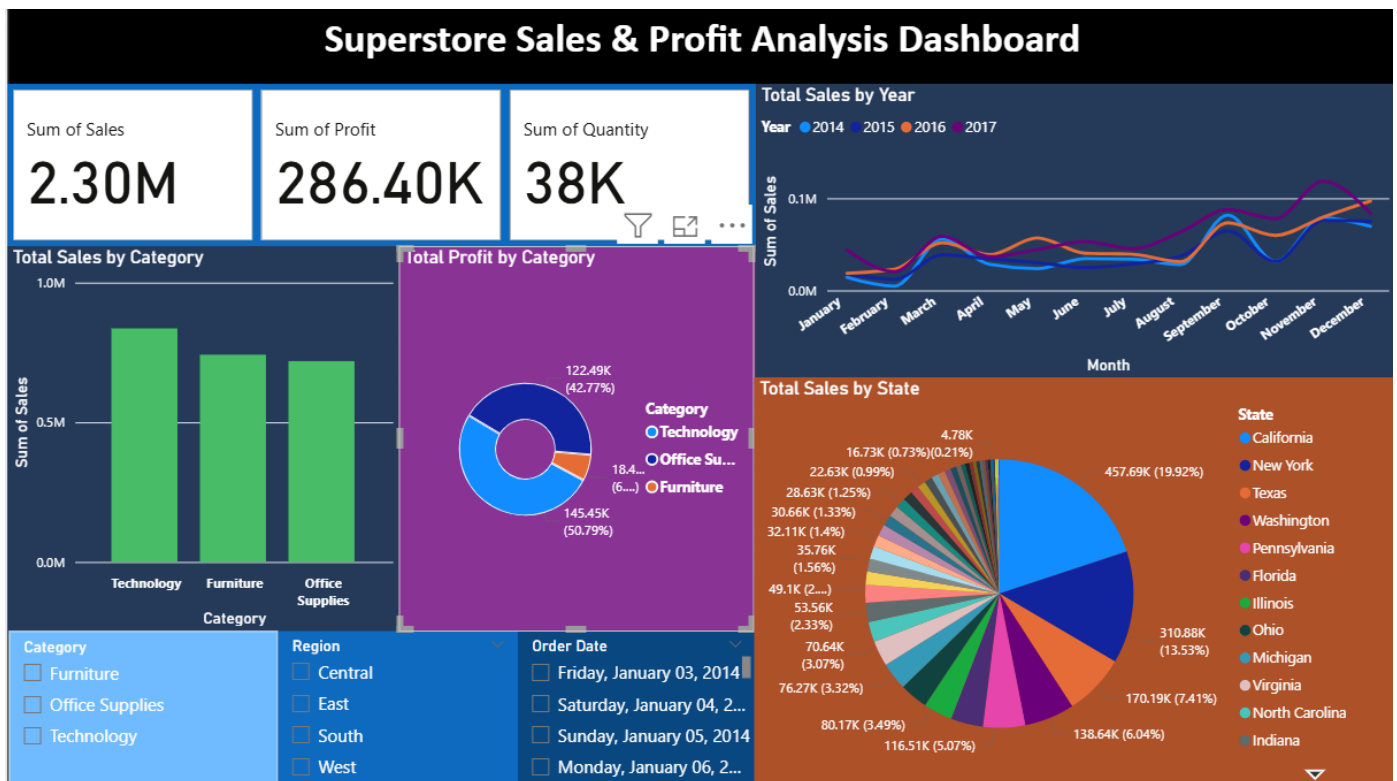 Superstore Sales & Profit Analysis Dashboard
Sum of Sales
2.30M
Sum of Profit
286.40K
Sum of Quantity
38K
Total Sales by Year
Year 2014 2015 2016 2017
Sum of Sales
0.1M
0.0M
January
February
March
April
May
June
July
August
September
October
November
December
Month
Total Sales by Category
Sum of Sales
1.0M
0.5M
0.0M
Technology
Furniture
Office
Supplies
Category
Total Profit by Category
122.49K
(42.77%)
18.4...
(6....)
145.45K
(50.79%)
Category
Technology
Office Su...
Furniture
Total Sales by State
4.78K
16.73K (0.73%)(0.21%)
22.63K (0.99%)
28.63K (1.25%)
30.66K (1.33%)
32.11K (1.4%)
35.76K
(1.56%)
49.1K (2....)
53.56K
(2.33%)
70.64K
(3.07%)
76.27K (3.32%)
80.17K (3.49%)
116.51K (5.07%)
138.64K (6.04%)
170.19K (7.41%)
310.88K
(13.53%)
457.69K (19.92%)
State
California
New York
Texas
Washington
Pennsylvania
Florida
Illinois
Ohio
Michigan
Virginia
North Carolina
Indiana
Category
Furniture
Office Supplies
Technology
Region
Central
East
South
West
Order Date
Friday, January 03, 2014
Saturday, January 04, 2...
Sunday, January 05, 2014
Monday, January 06, 2...